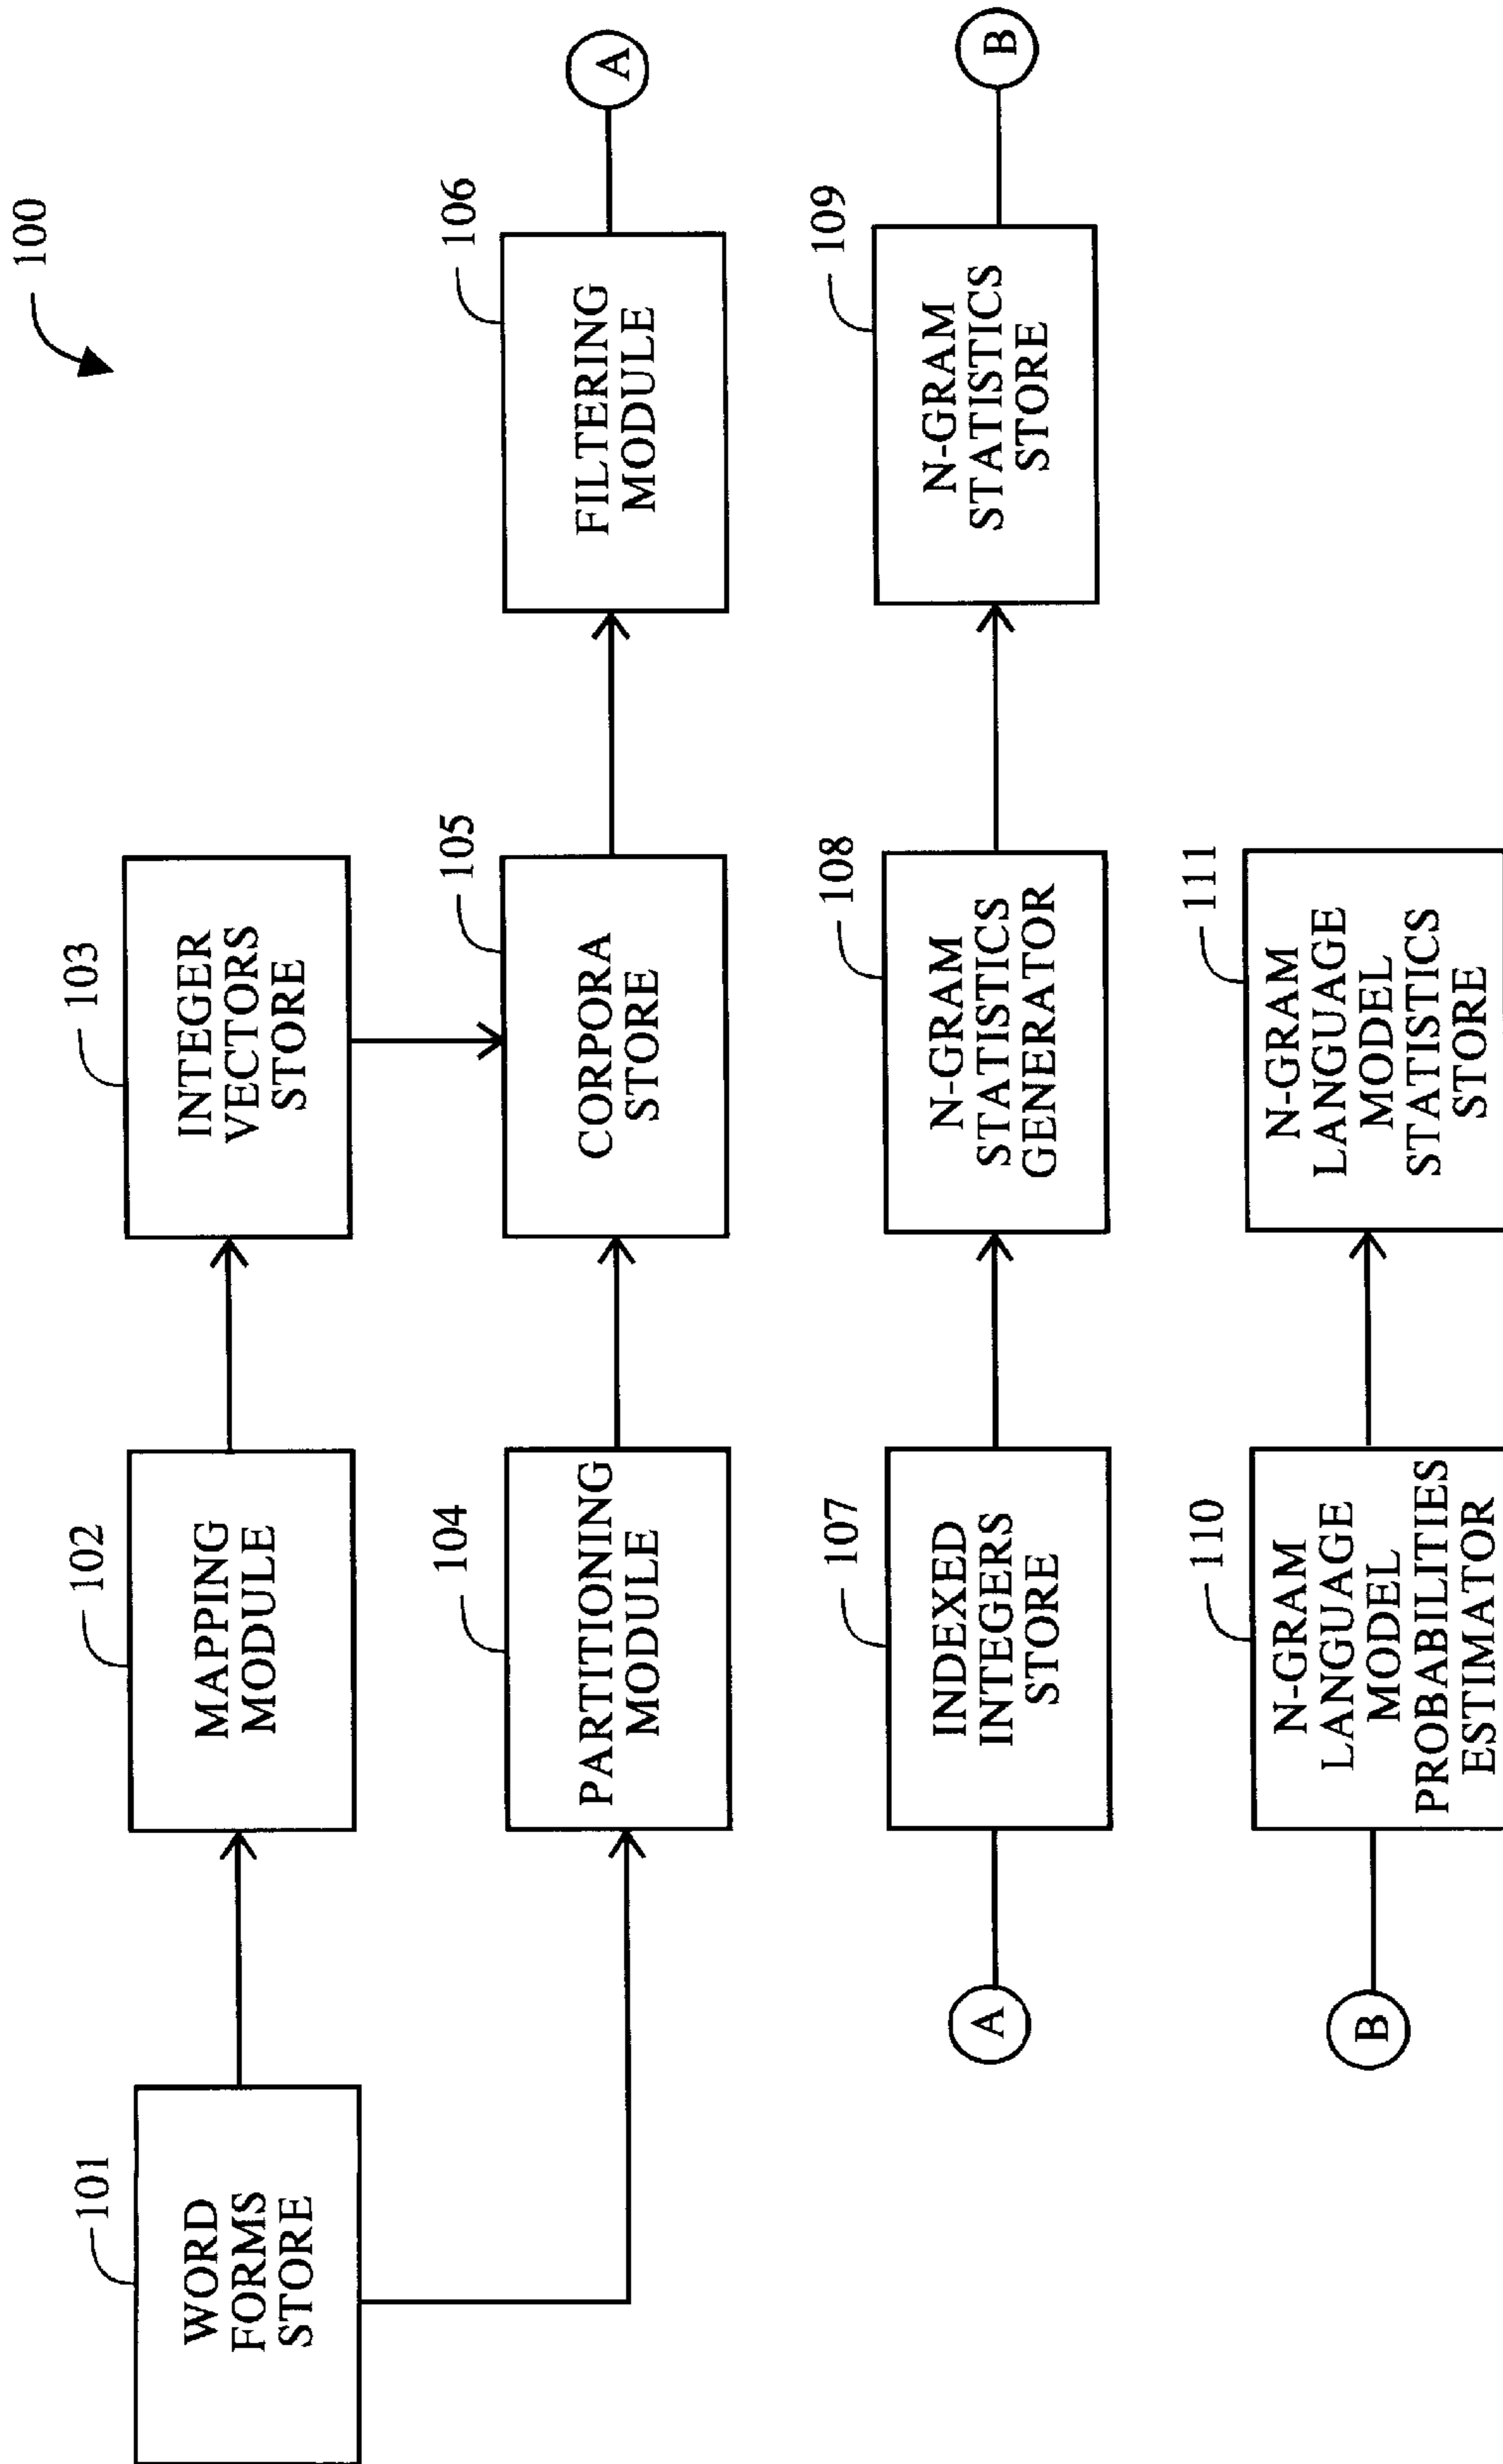 100
101
WORD
FORMS
STORE
102
MAPPING
MODULE
103
INTEGER
VECTORS
STORE
104
PARTITIONING
MODULE
105
CORPORA
STORE
106
FILTERING
MODULE
A
A
107
INDEXED
INTEGERS
STORE
108
N-GRAM
STATISTICS
GENERATOR
109
N-GRAM
STATISTICS
STORE
B
B
110
N-GRAM
LANGUAGE
MODEL
PROBABILITIES
ESTIMATOR
111
N-GRAM
LANGUAGE
MODEL
STATISTICS
STORE